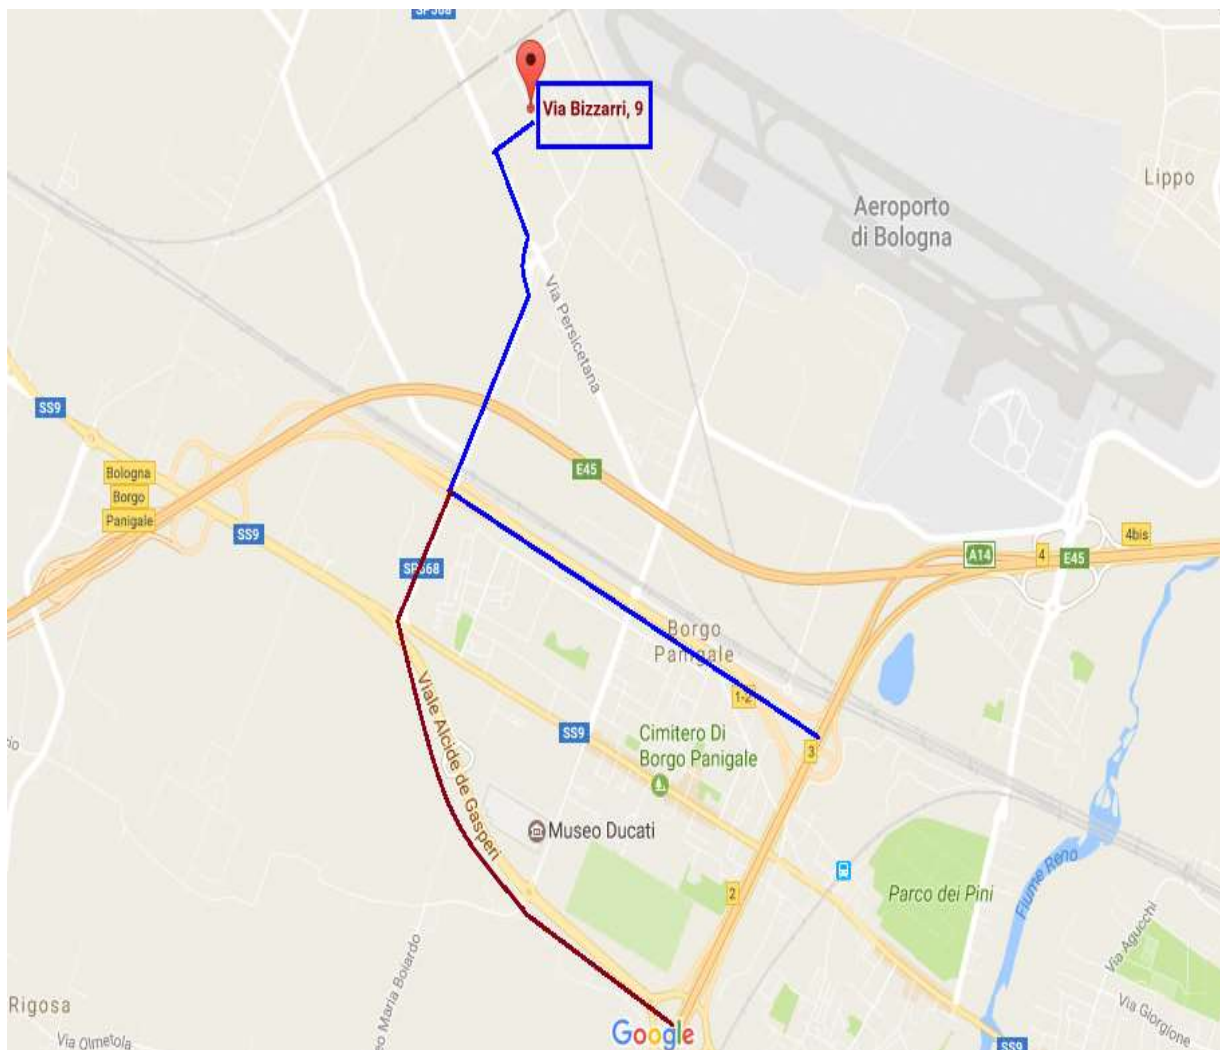 SP568
Via Bizzarri, 9
Lippo
Aeroporto
di Bologna
Via Persicetana
SS9
E45
Bologna
Borgo
Panigale
SS9
4bis
A14
4
E45
SP568
Borgo
Panigale
1-2
SS9
Cimitero Di
Borgo Panigale
3
Viale Alcide de Gasperi
Museo Ducati
2
Parco dei Pini
Fiume Reno
Via Agucchi
Maria Boiardo
Rigosa
Via Giorgione
Google
Via Olmetola
SS9